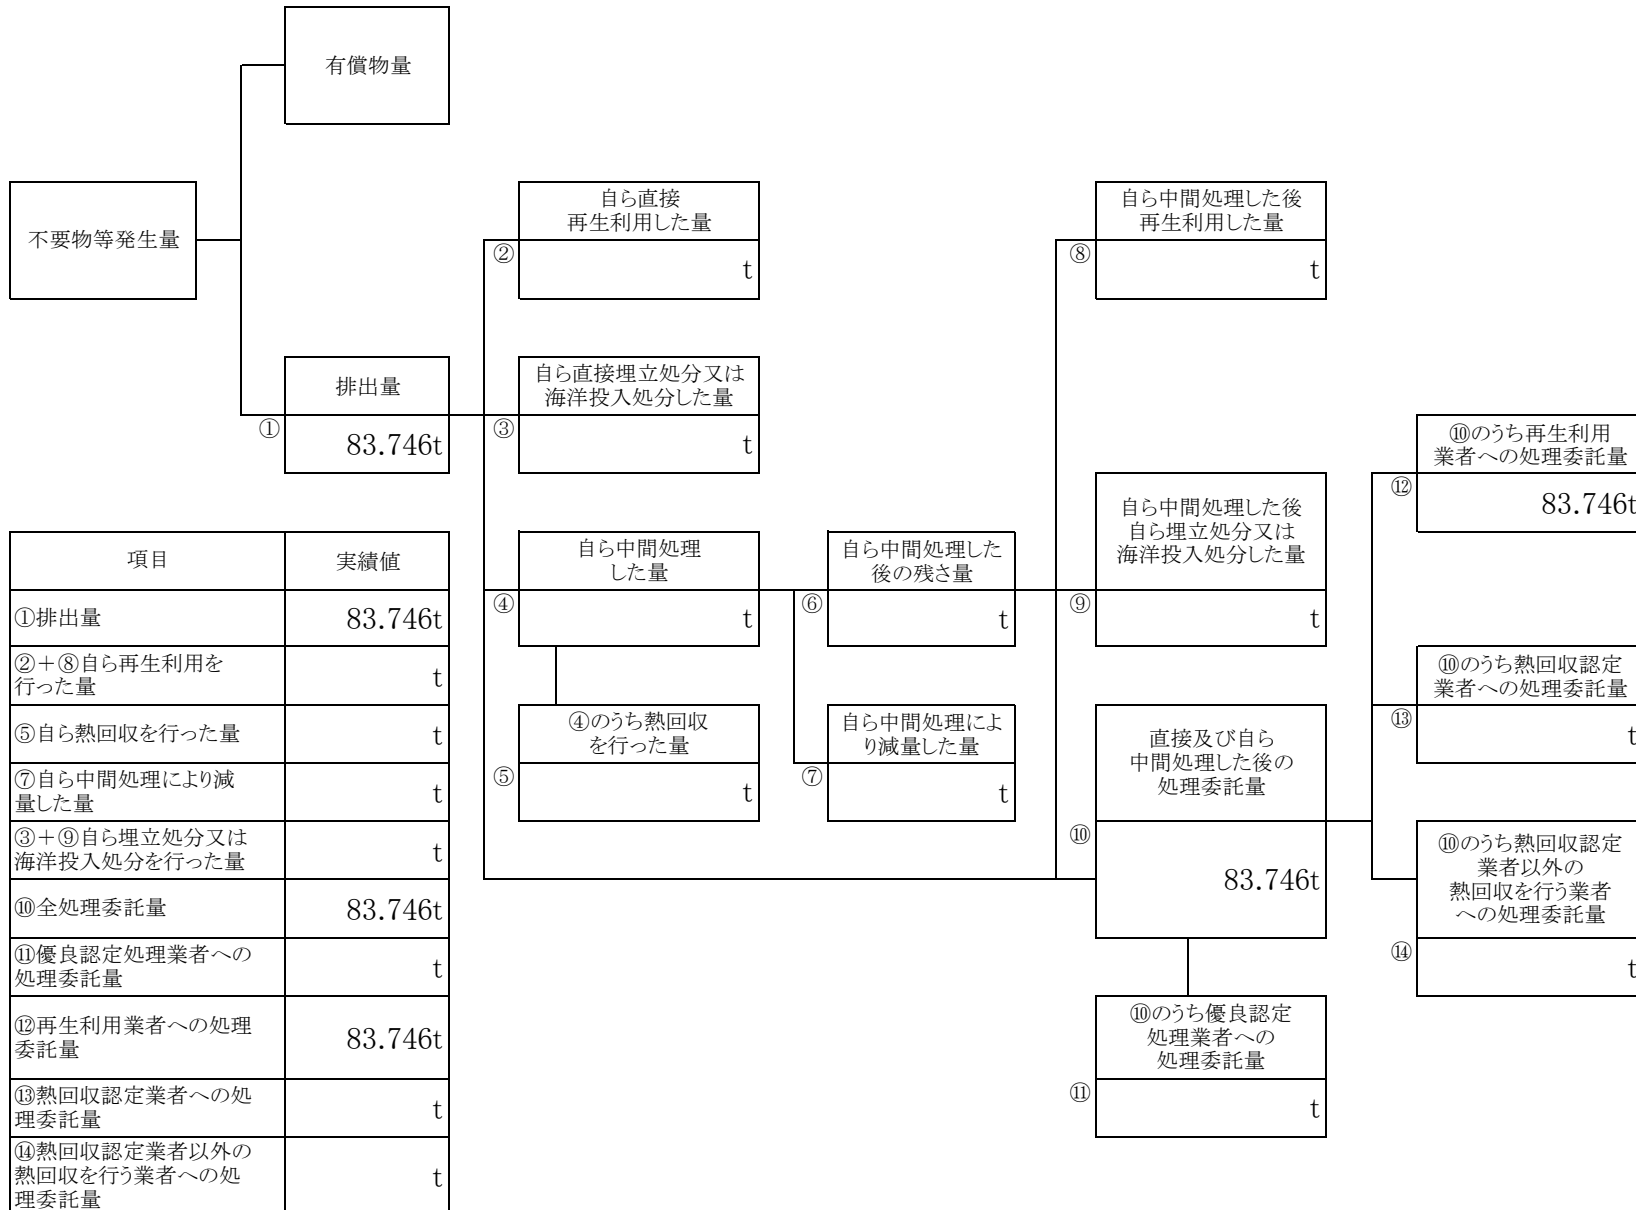 有償物量
不要物等発生量
排出量
①
83.746t
自ら直接
再生利用した量
②
t
自ら直接埋立処分又は
海洋投入処分した量
③
t
自ら中間処理
した量
④
t
④のうち熱回収
を行った量
⑤
t
自ら中間処理した
後の残さ量
⑥
t
自ら中間処理によ
り減量した量
⑦
t
自ら中間処理した後
再生利用した量
⑧
t
自ら中間処理した後
自ら埋立処分又は
海洋投入処分した量
⑨
t
直接及び自ら
中間処理した後の
処理委託量
⑩
83.746t
⑩のうち優良認定
処理業者への
処理委託量
⑪
t
⑩のうち再生利用
業者への処理委託量
⑫
83.746t
⑩のうち熱回収認定
業者への処理委託量
⑬
t
⑩のうち熱回収認定
業者以外の
熱回収を行う業者
への処理委託量
⑭
t
項目 実績値
①排出量 83.746t
②+⑧自ら再生利用を
行った量 t
⑤自ら熱回収を行った量 t
⑦自ら中間処理により減
量した量 t
③+⑨自ら埋立処分又は
海洋投入処分を行った量 t
⑩全処理委託量 83.746t
⑪優良認定処理業者への
処理委託量 t
⑫再生利用業者への処理
委託量 83.746t
⑬熱回収認定業者への処
理委託量 t
⑭熱回収認定業者以外の
熱回収を行う業者への処
理委託量 t